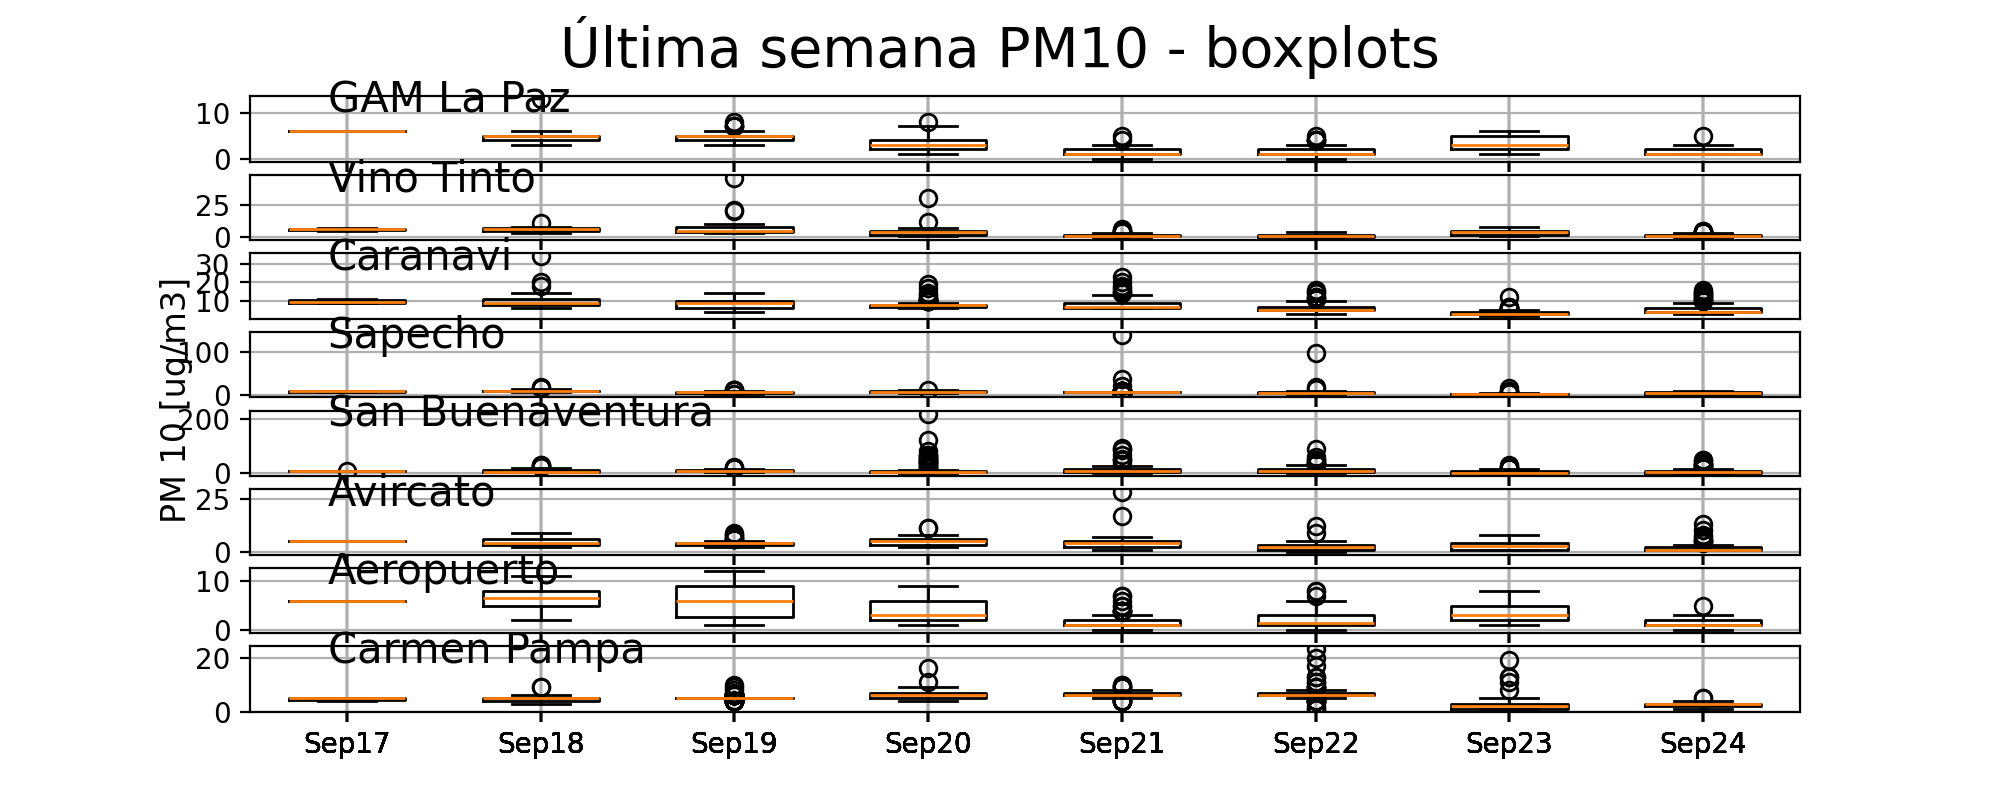 Última semana PM10 - boxplots
GAM La Paz
10
0
Vino Tinto
25
0
Caranavi
30
20
10
Sapecho
100
0
San Buenaventura
200
0
Avircato
25
0
Aeropuerto
10
0
Carmen Pampa
20
0
PM 10 [ug/m3]
Sep17 Sep18 Sep19 Sep20 Sep21 Sep22 Sep23 Sep24